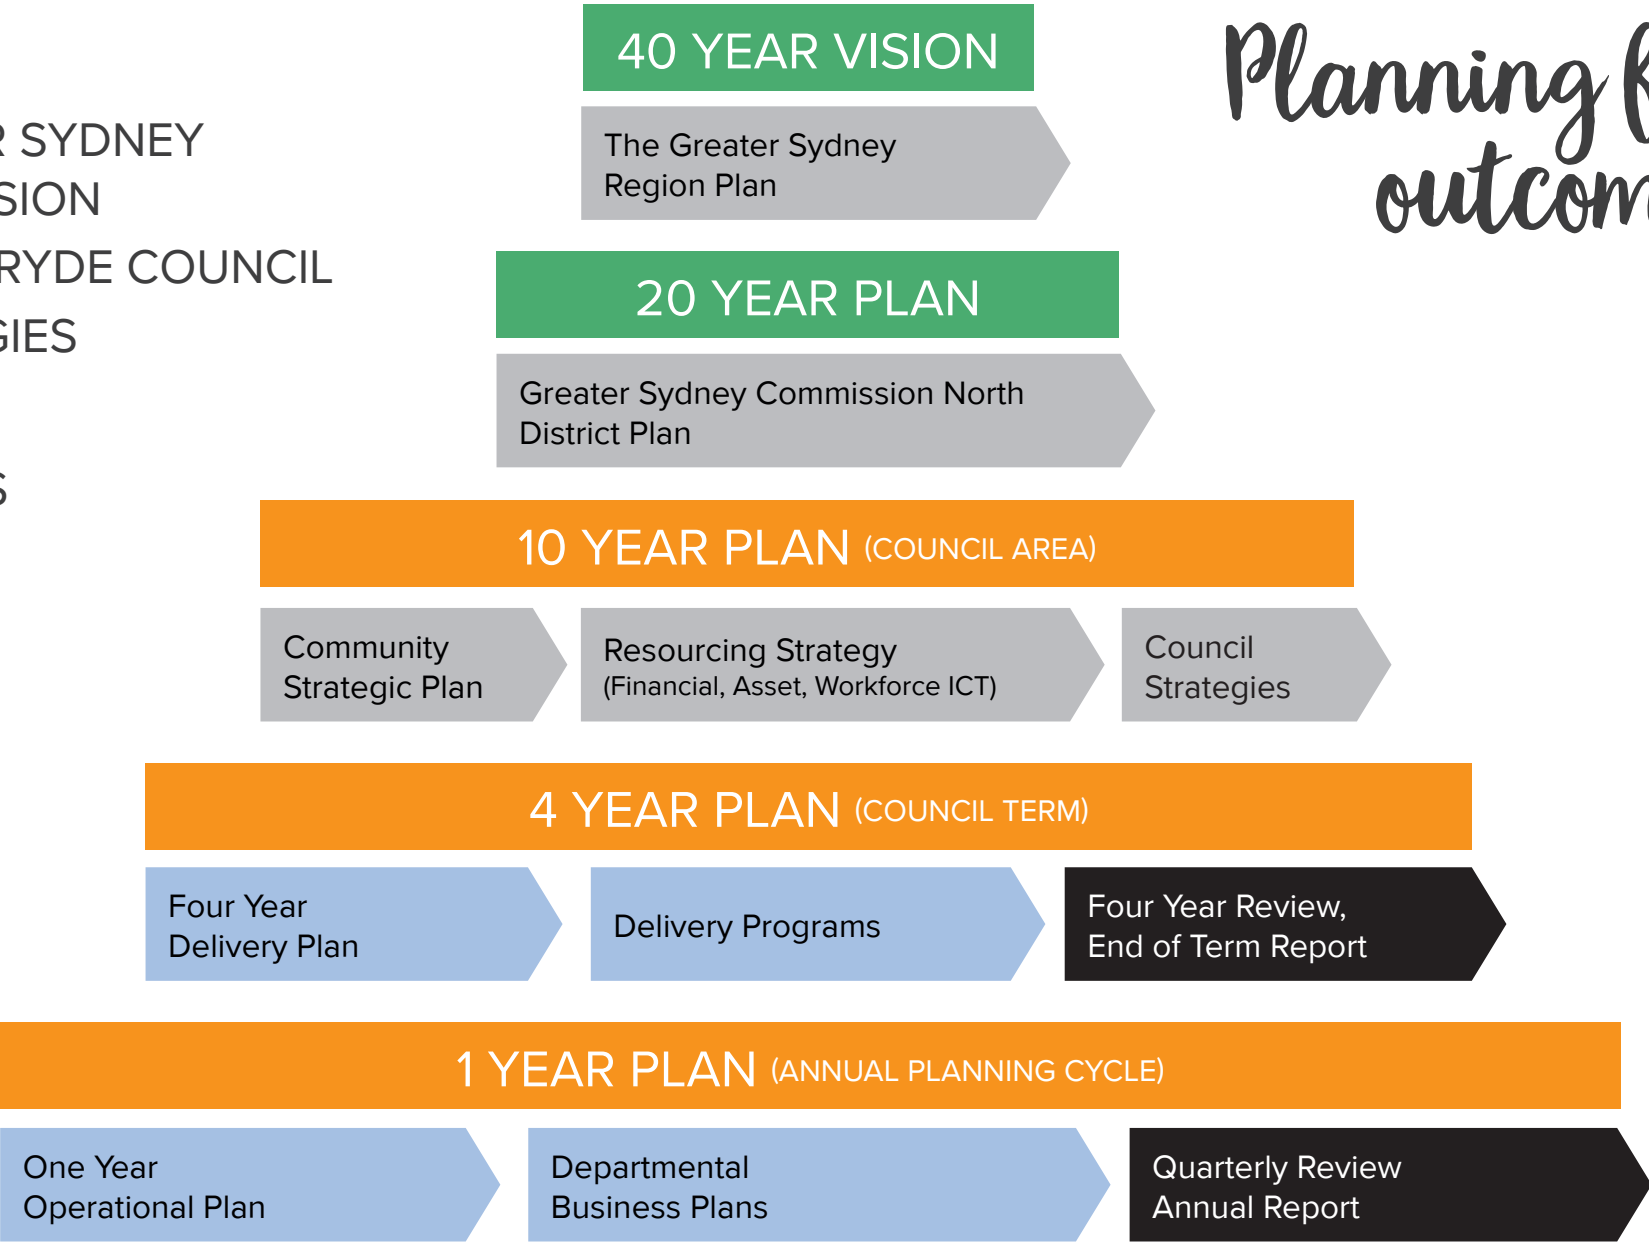 40 YEAR VISION
The Greater Sydney
Region Plan
Planning
SYDNEY
RYDE COUNCIL
20 YEAR PLAN
Greater Sydney Commission North
District Plan
10 YEAR PLAN (COUNCIL AREA)
Community
Strategic Plan
Resourcing Strategy
(Financial, Asset, Workforce ICT)
Council
Strategies
4 YEAR PLAN (COUNCIL TERM)
Four Year
Delivery Plan
Delivery Programs
Four Year Review,
End of Term Report
1 YEAR PLAN (ANNUAL PLANNING CYCLE)
One Year
Operational Plan
Departmental
Business Plans
Quarterly Review
Annual Report